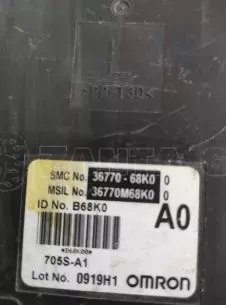 >PP-T30<
SMC No. 36770-68K0 0
MSIL No. 36770M68K0 0
ID No. B68K0
A0
*B68K00*
705S-A1
Lot No. 0919H1 OMRON